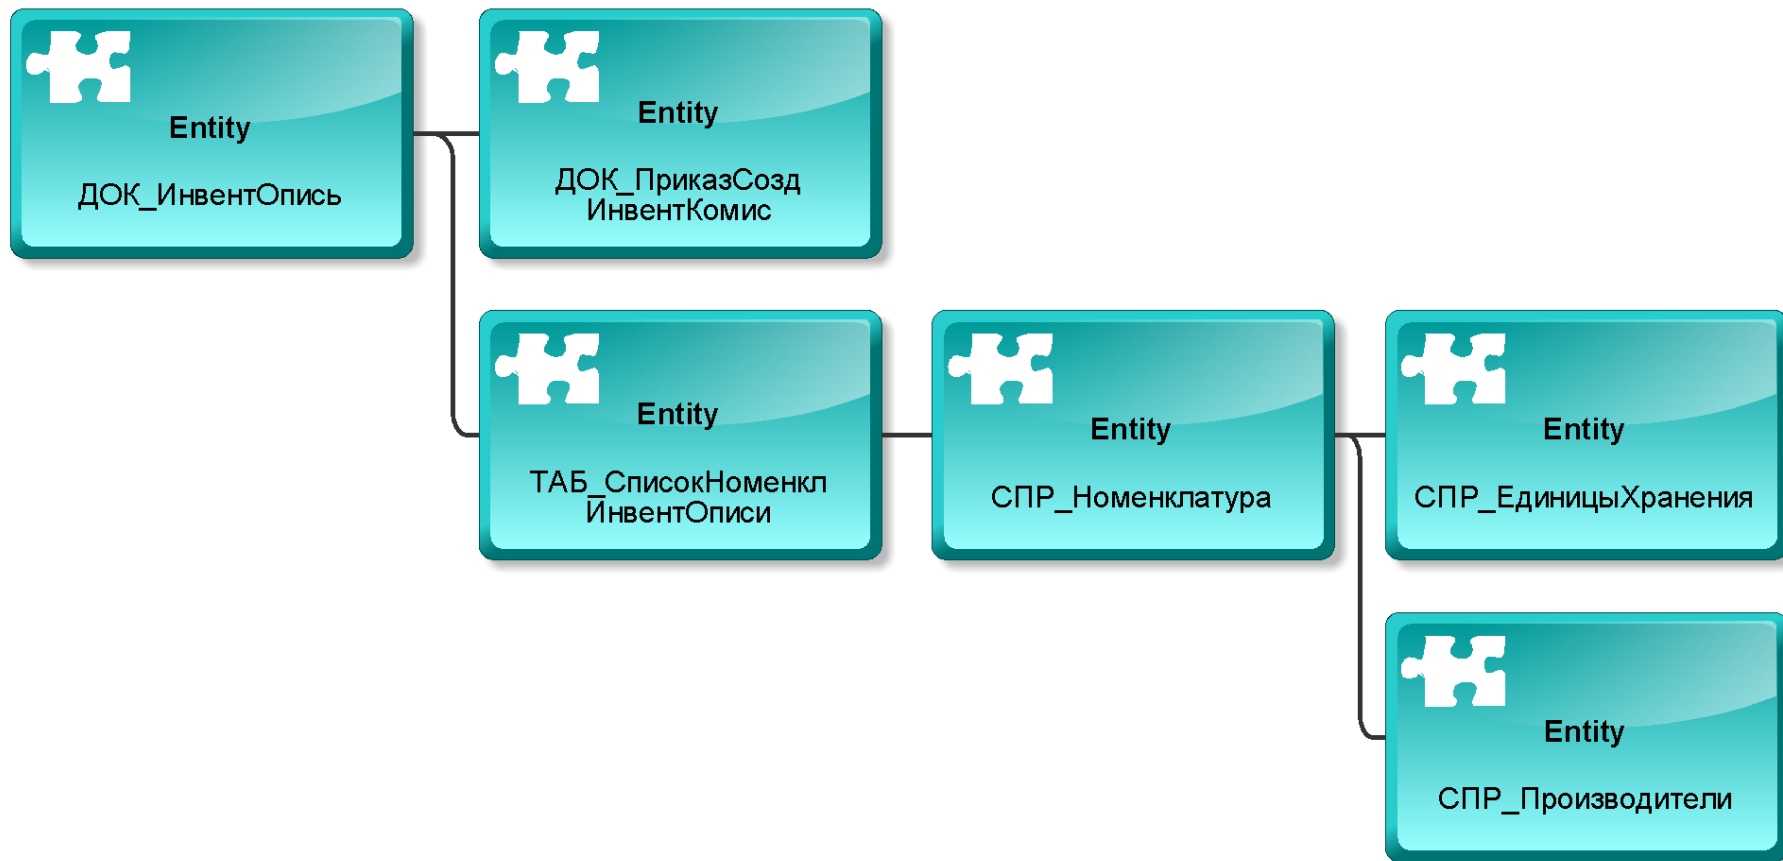 Entity
ДОК_ИнвентОпись
Entity
ДОК_ПриказСозд
ИнвентКомис
Entity
ТАБ_СписокНоменкл
ИнвентОписи
Entity
СПР_Номенклатура
Entity
СПР_ЕдиницыХранения
Entity
СПР_Производители